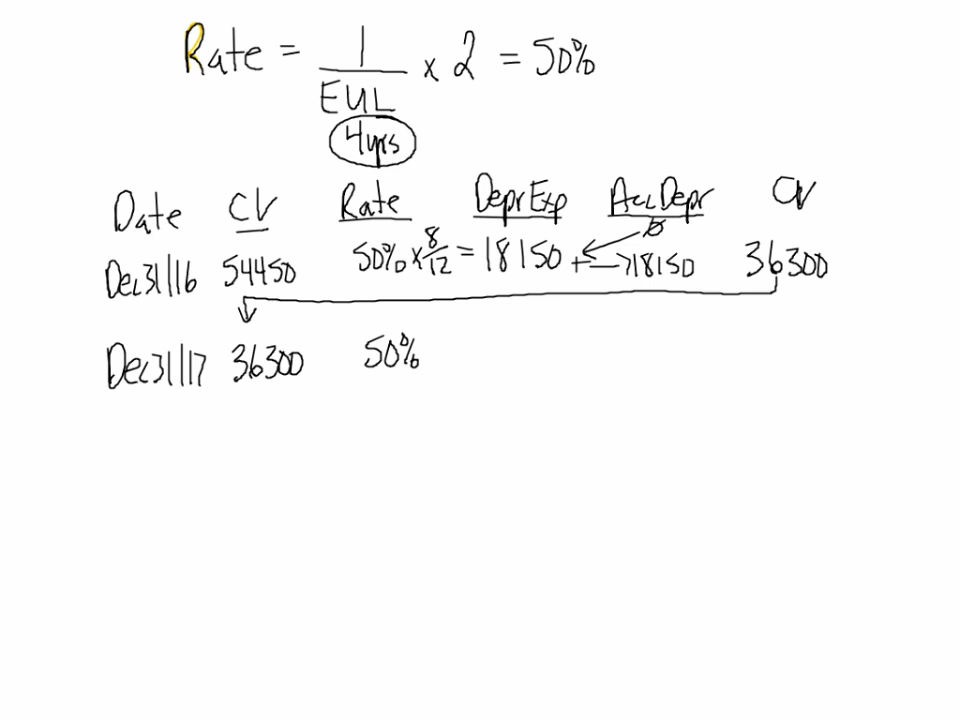 Rate = 1/EUL × 2 = 50%
4yrs
Date CV Rate DeprExp AccDepr CV
0
Dec31/16 54450 50% × 8/12 = 18150 + → 18150 36300
Dec31/17 36300 50%